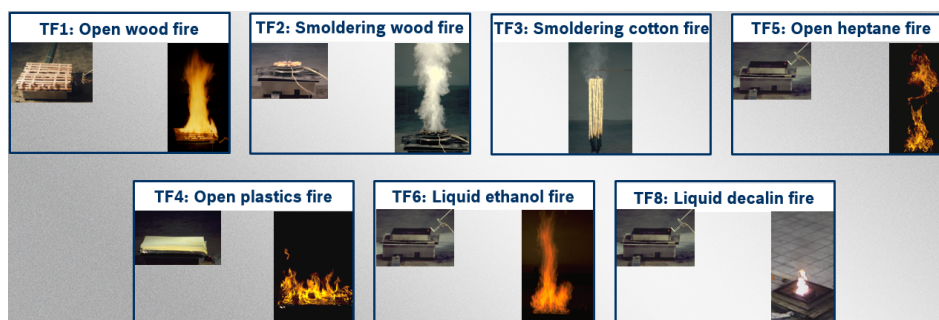 TF1: Open wood fire
TF2: Smoldering wood fire
TF3: Smoldering cotton fire
TF5: Open heptane fire
TF4: Open plastics fire
TF6: Liquid ethanol fire
TF8: Liquid decalin fire